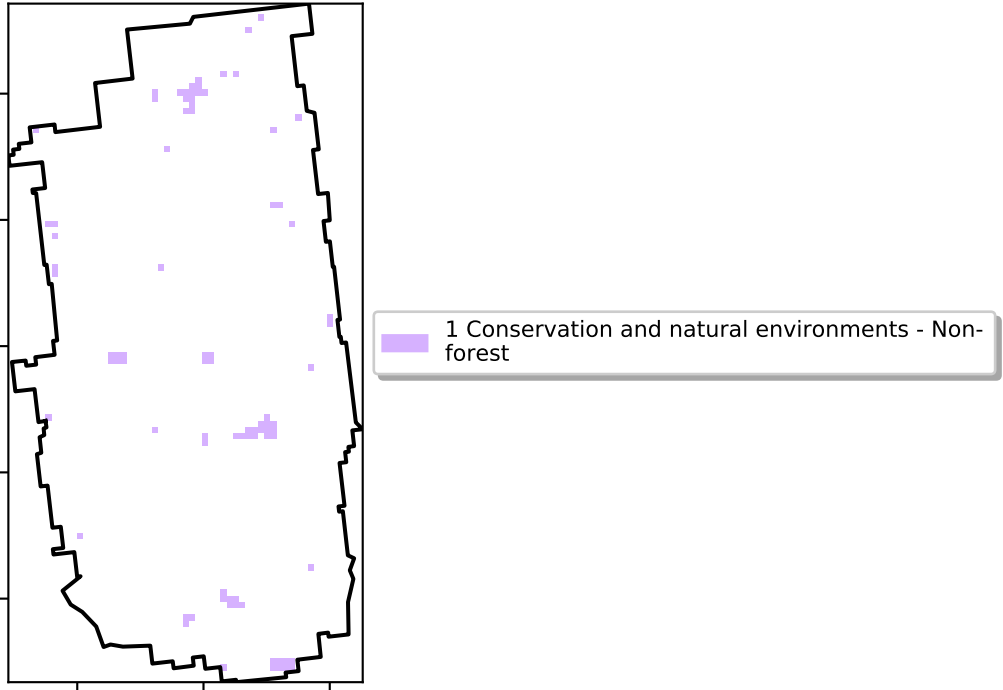 1 Conservation and natural environments - Non-
forest